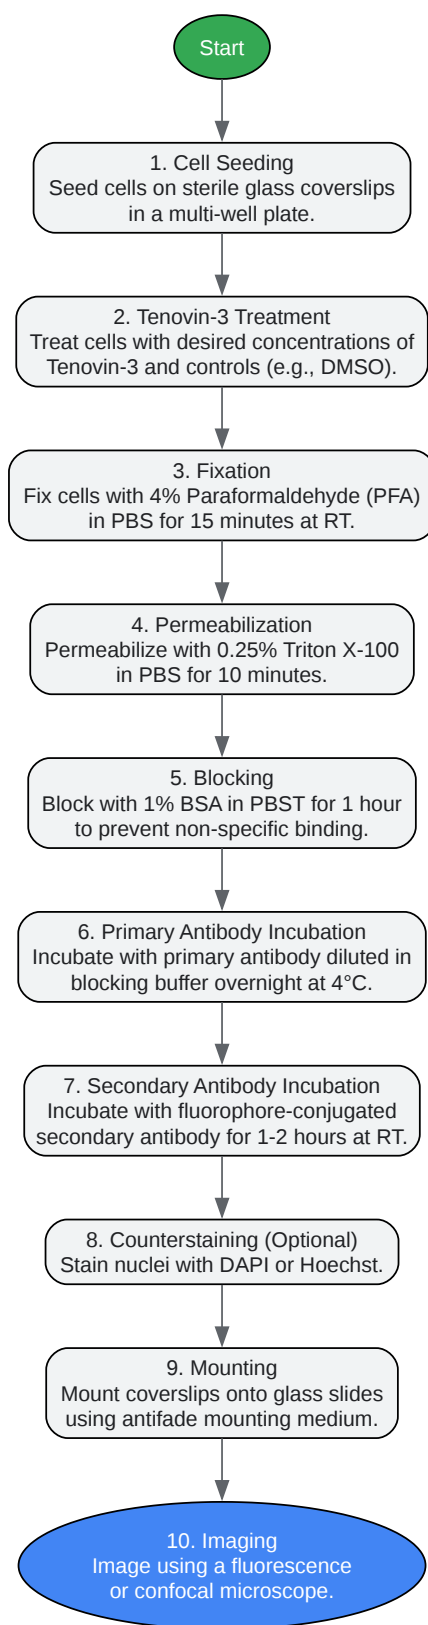 Start
1. Cell Seeding
Seed cells on sterile glass coverslips
in a multi-well plate.
2. Tenovin-3 Treatment
Treat cells with desired concentrations of
Tenovin-3 and controls (e.g., DMSO).
3. Fixation
Fix cells with 4% Paraformaldehyde (PFA)
in PBS for 15 minutes at RT.
4. Permeabilization
Permeabilize with 0.25% Triton X-100
in PBS for 10 minutes.
5. Blocking
Block with 1% BSA in PBST for 1 hour
to prevent non-specific binding.
6. Primary Antibody Incubation
Incubate with primary antibody diluted in
blocking buffer overnight at 4°C.
7. Secondary Antibody Incubation
Incubate with fluorophore-conjugated
secondary antibody for 1-2 hours at RT.
8. Counterstaining (Optional)
Stain nuclei with DAPI or Hoechst.
9. Mounting
Mount coverslips onto glass slides
using antifade mounting medium.
10. Imaging
Image using a fluorescence
or confocal microscope.